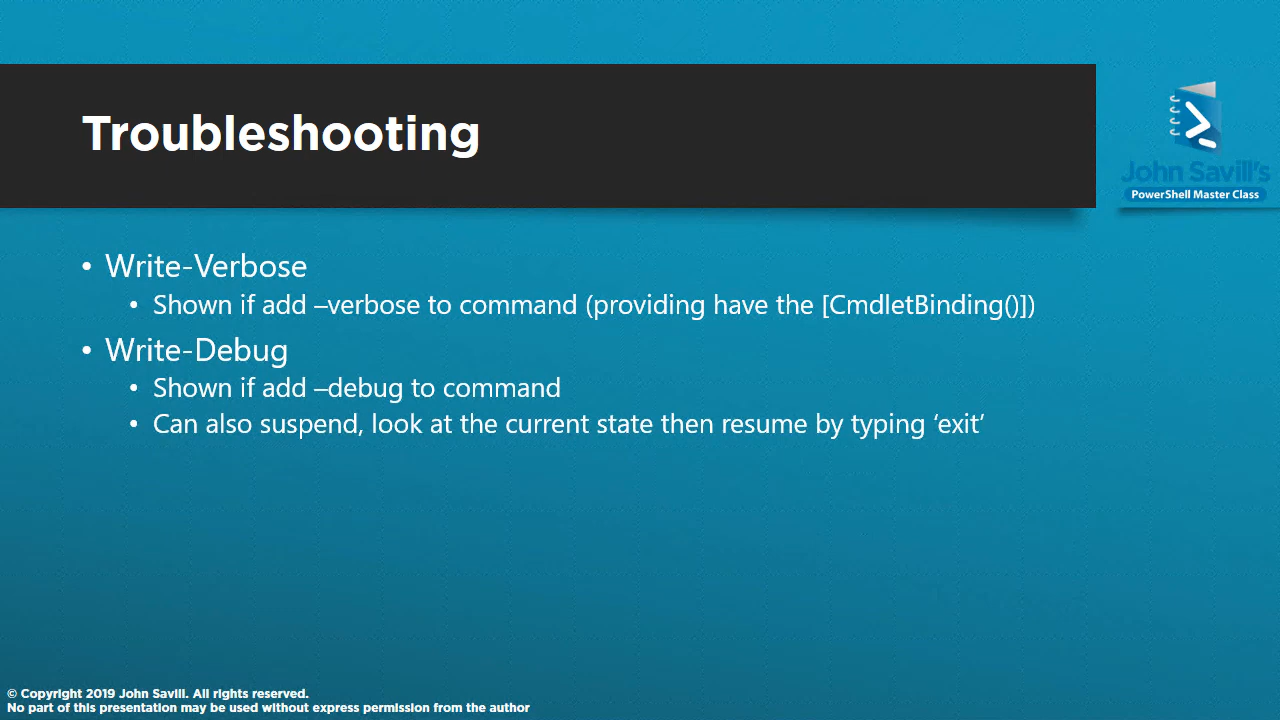 Troubleshooting
John Savill's
PowerShell Master Class
• Write-Verbose
• Shown if add –verbose to command (providing have the [CmdletBinding()])
• Write-Debug
• Shown if add –debug to command
• Can also suspend, look at the current state then resume by typing ‘exit’
© Copyright 2019 John Savill. All rights reserved.
No part of this presentation may be used without express permission from the author